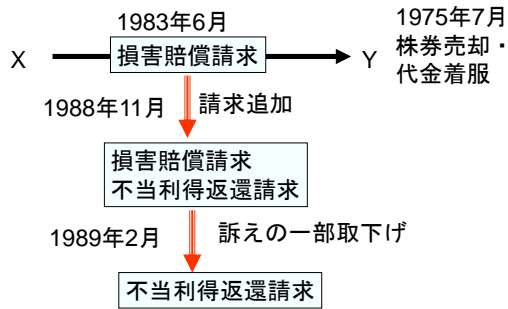 1983年6月
1975年7月
株券売却・
代金着服
X
損害賠償請求
Y
1988年11月
請求追加
損害賠償請求
不当利得返還請求
1989年2月
訴えの一部取下げ
不当利得返還請求